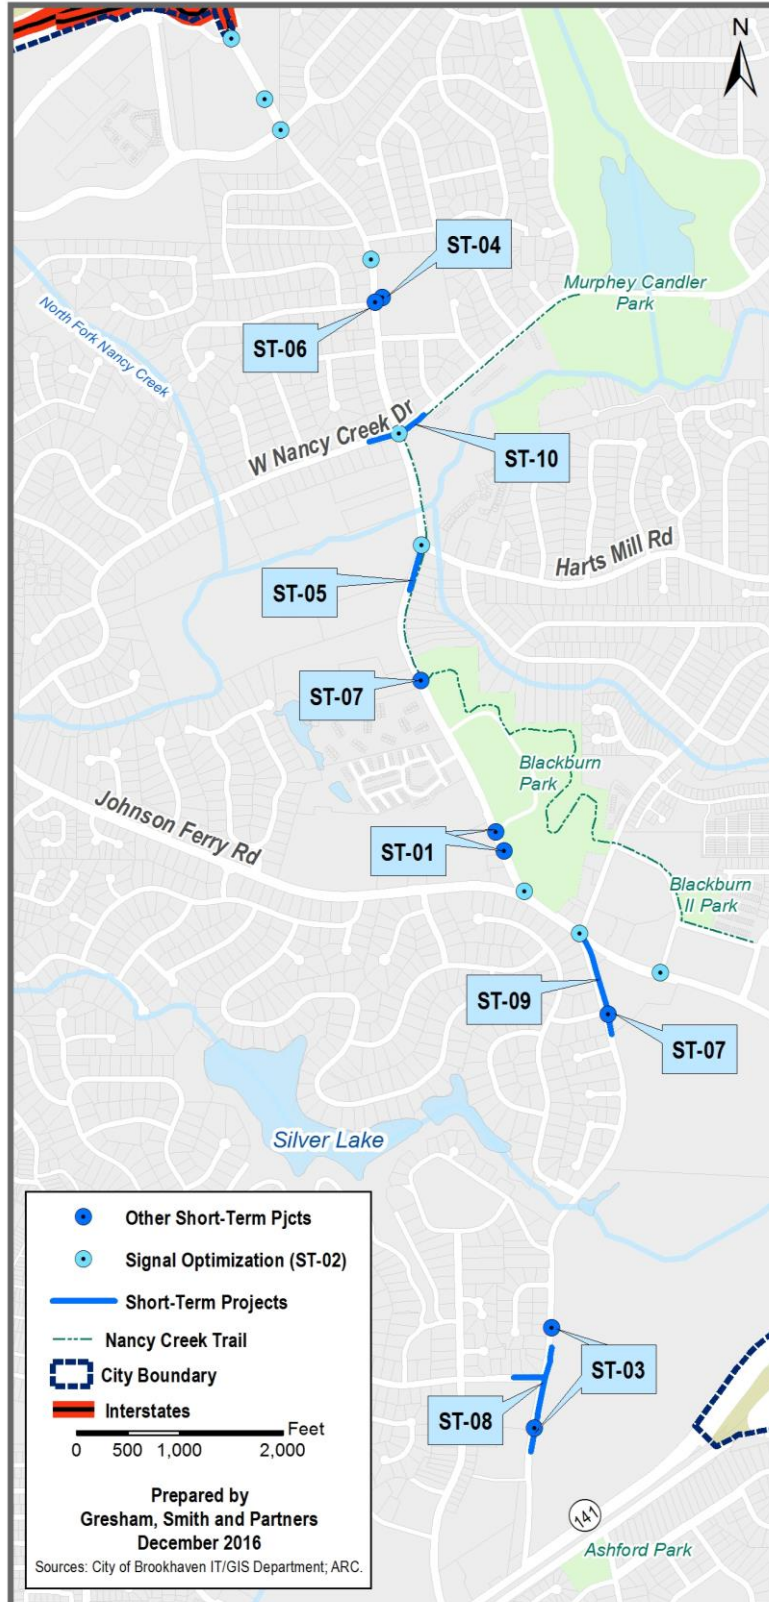 N
ST-04
Murphey Candler
Park
North Fork Nancy Creek
ST-06
W Nancy Creek Dr
ST-10
Harts Mill Rd
ST-05
ST-07
Blackburn
Park
Johnson Ferry Rd
ST-01
Blackburn
II Park
ST-09
ST-07
Silver Lake
Other Short-Term Pjcts
Signal Optimization (ST-02)
Short-Term Projects
Nancy Creek Trail
City Boundary
Interstates
Feet
0 500 1,000 2,000
Prepared by
Gresham, Smith and Partners
December 2016
Sources: City of Brookhaven IT/GIS Department; ARC.
ST-03
ST-08
141
Ashford Park